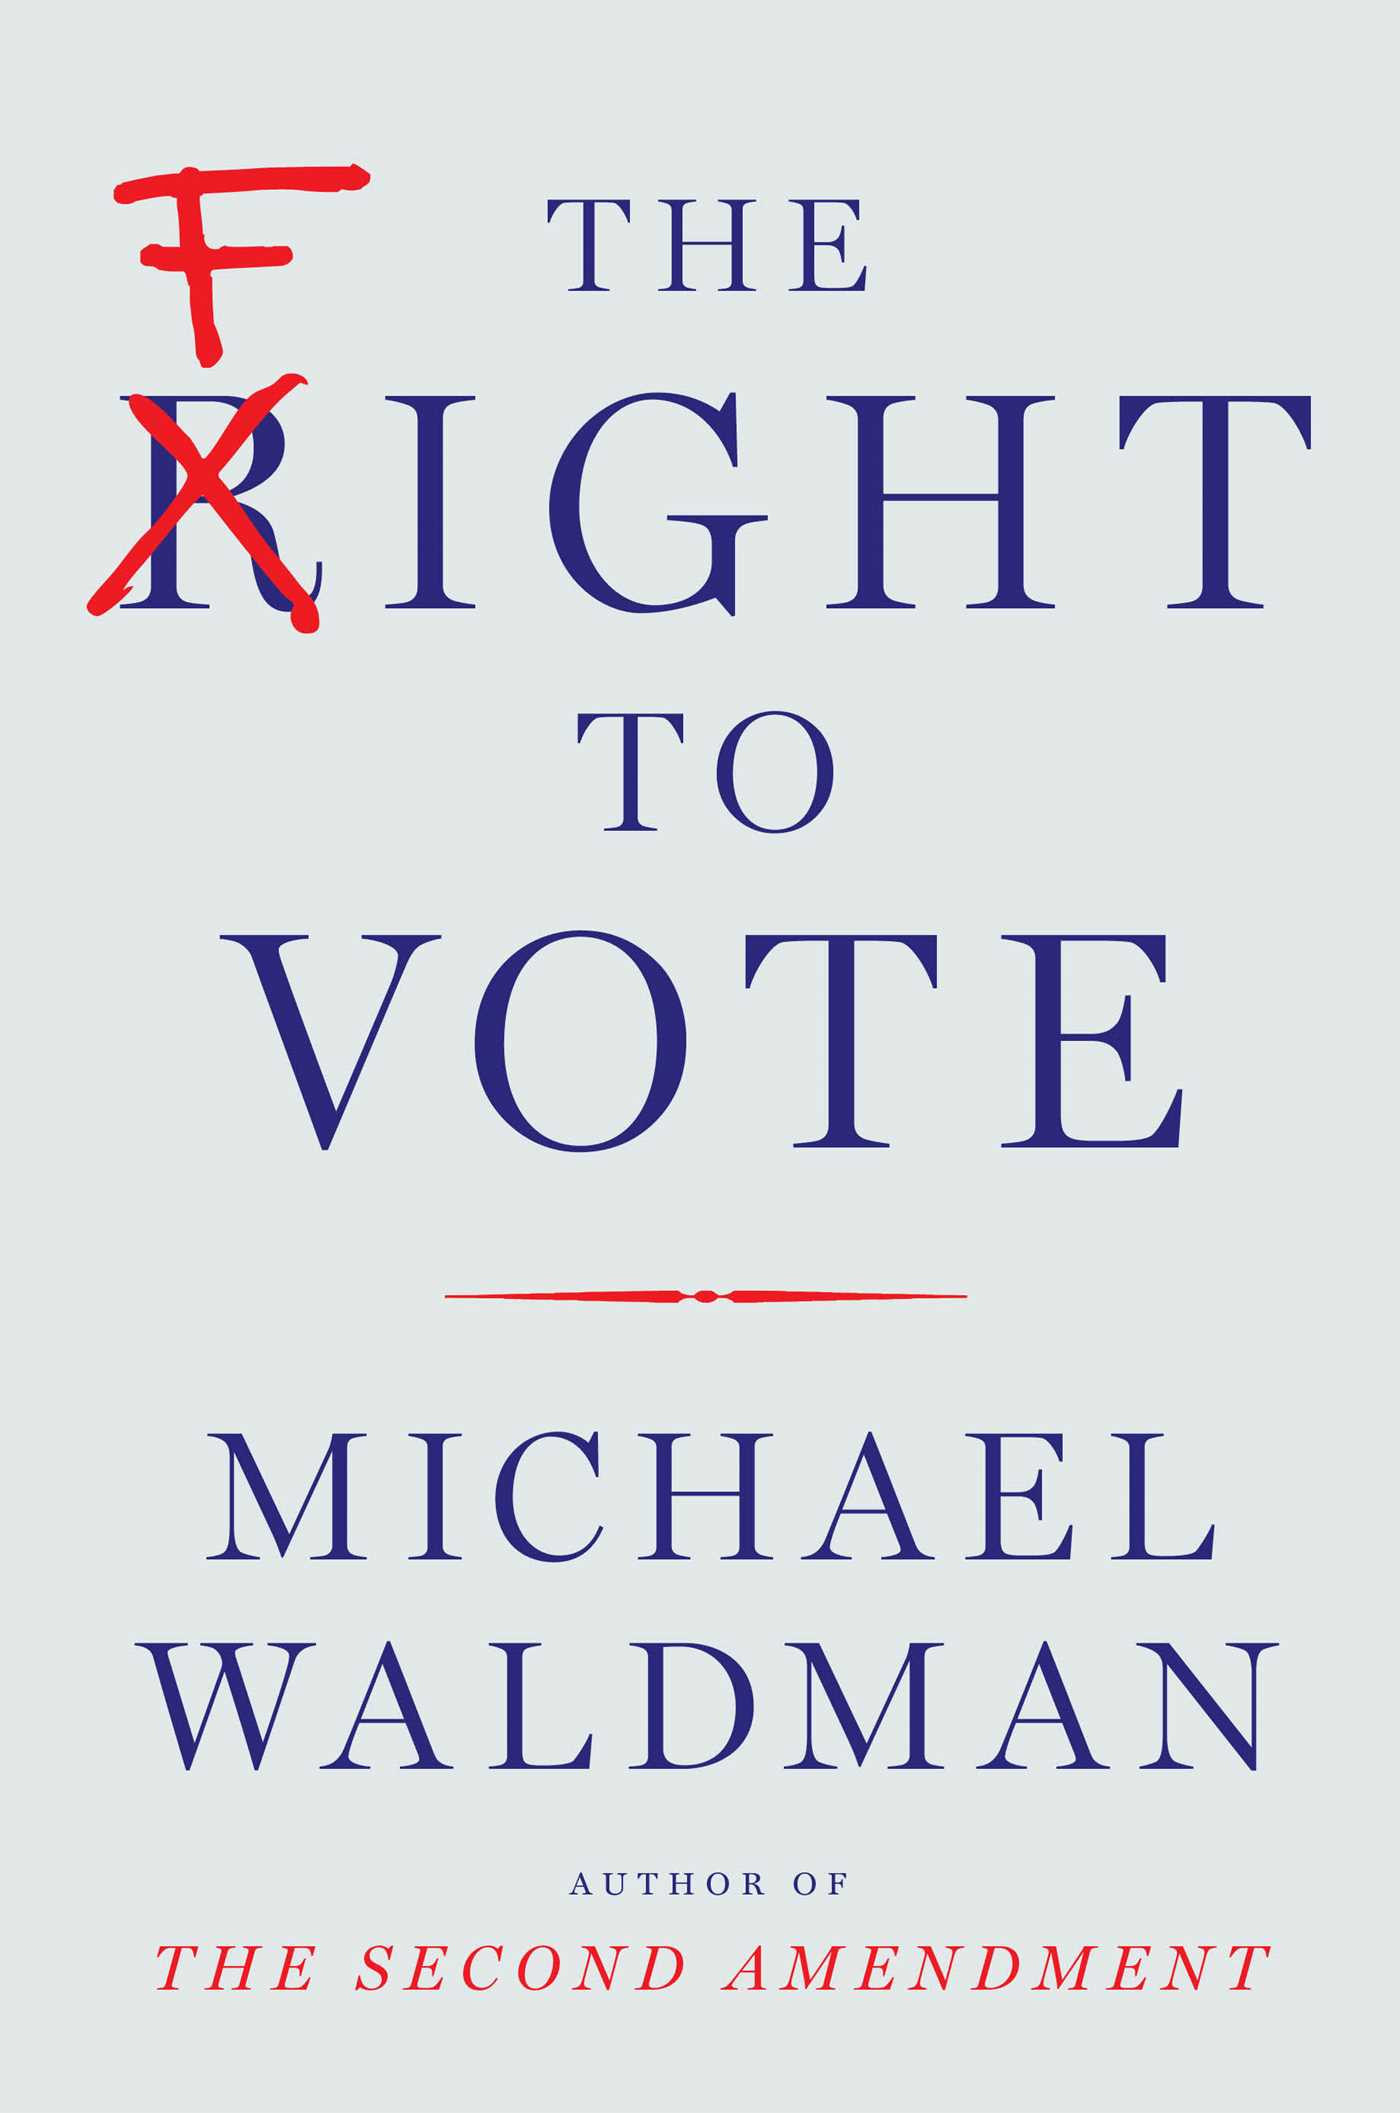 THE
F
RIGHT
TO
VOTE
MICHAEL
WALDMAN
AUTHOR OF
THE SECOND AMENDMENT